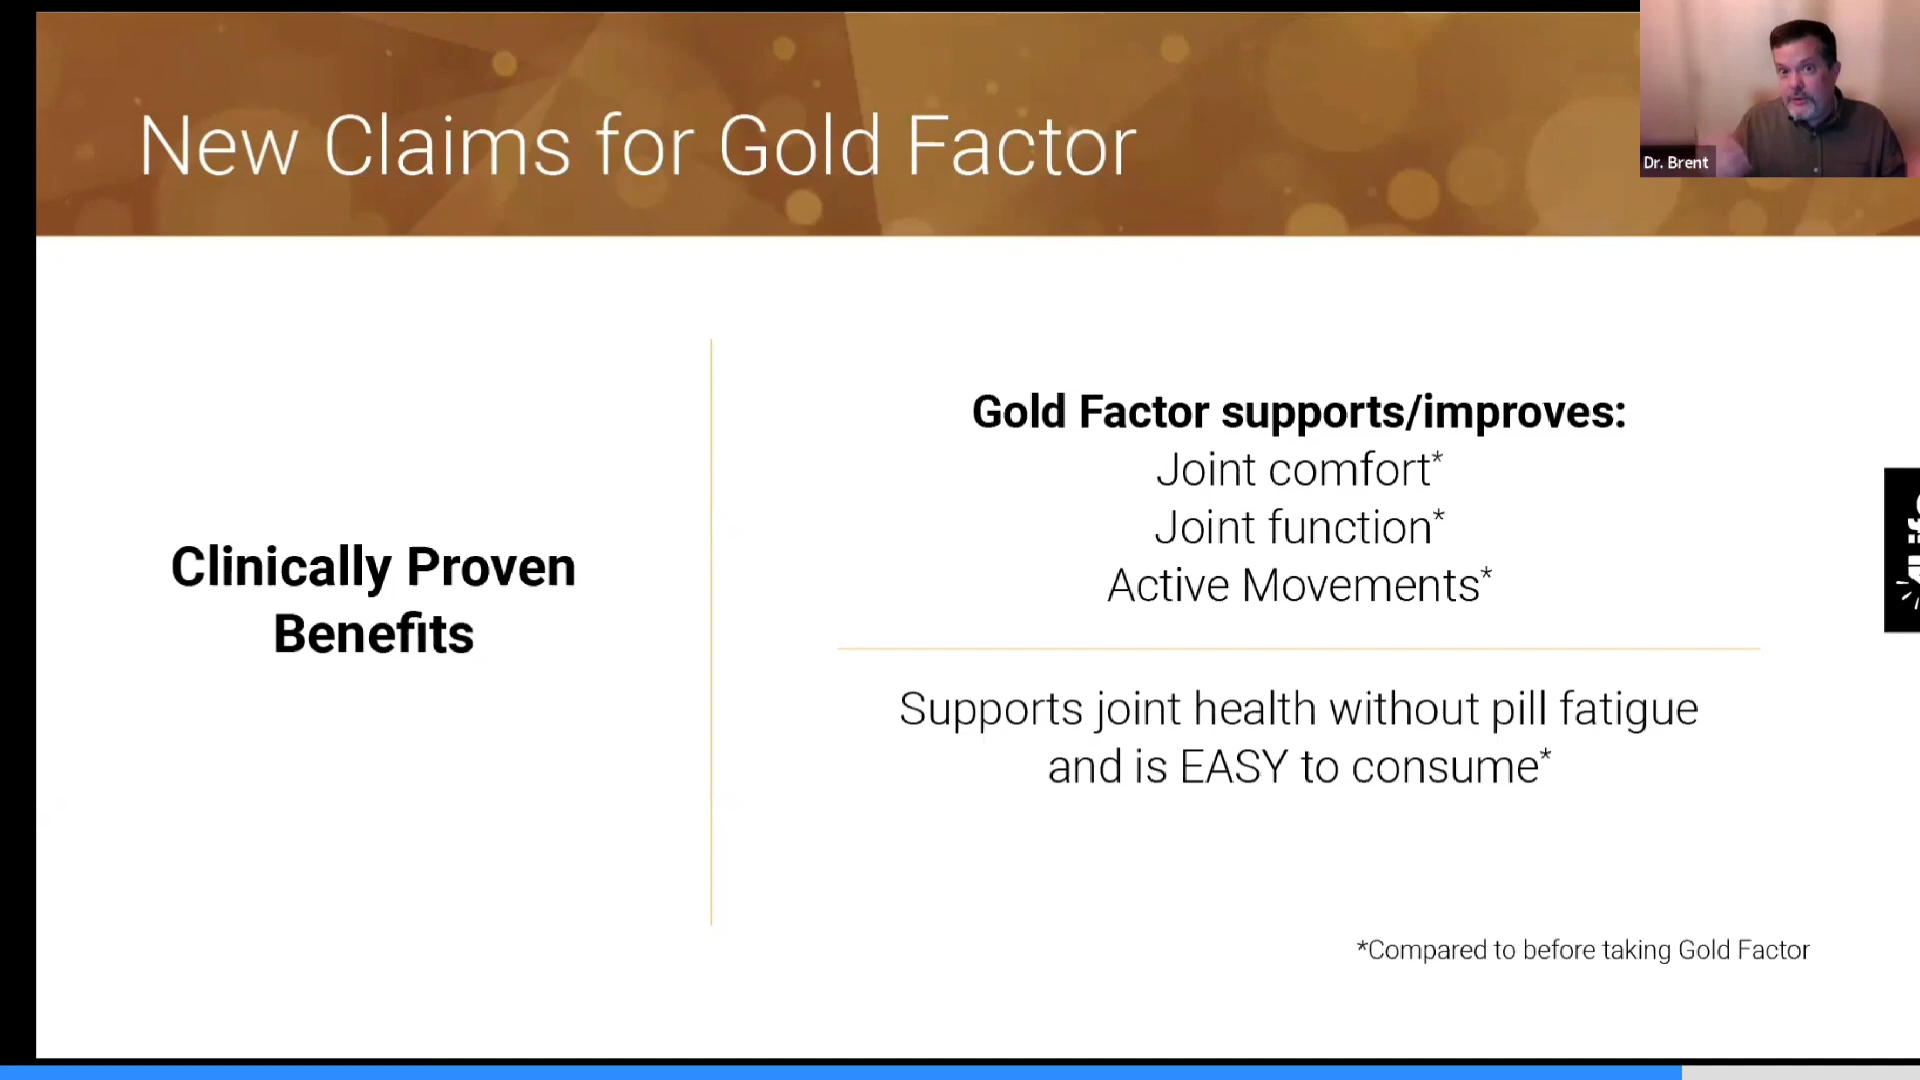 New Claims for Gold Factor
Dr. Brent
Clinically Proven
Benefits
Gold Factor supports/improves:
Joint comfort*
Joint function*
Active Movements*
Supports joint health without pill fatigue
and is EASY to consume*
*Compared to before taking Gold Factor